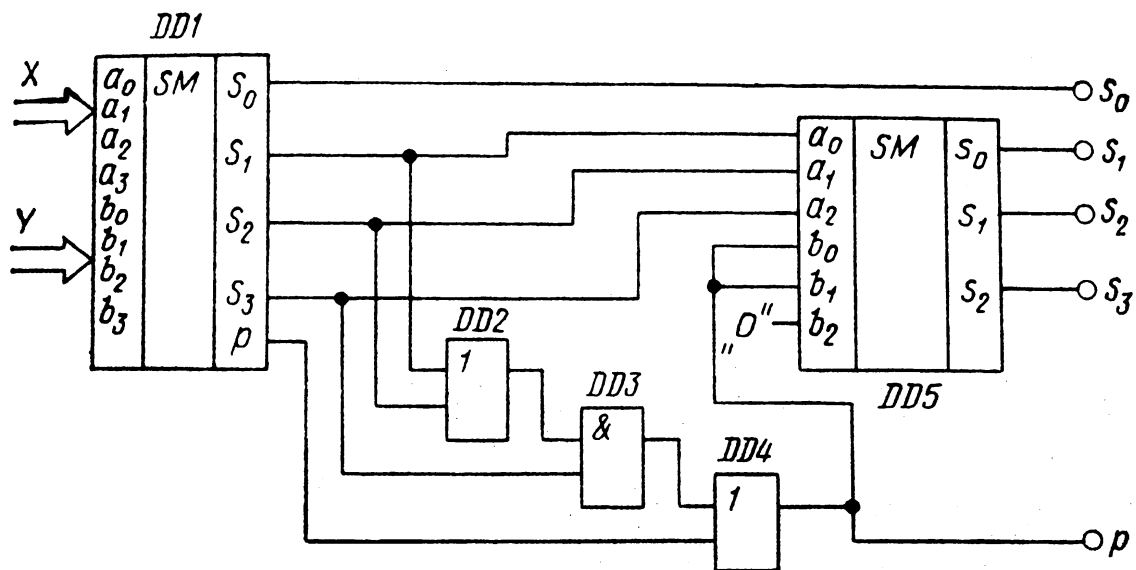 DD1
X
Y
a0
a1
a2
a3
b0
b1
b2
b3
SM
S0
S1
S2
S3
p
DD2
1
DD3
&
DD4
1
a0
a1
a2
b0
b1
b2
"0"
SM
S0
S1
S2
DD5
S0
S1
S2
S3
p